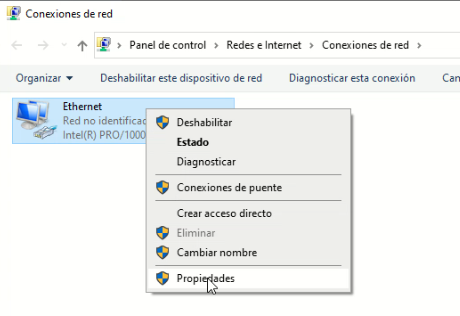 Conexiones de red
Panel de control > Redes e Internet > Conexiones de red >
Organizar Deshabilitar este dispositivo de red Diagnosticar esta conexión
Ethernet
Red no
Intel(R) PRO/1000
Deshabilitar
Estado
Diagnosticar
Conexiones de puente
Crear acceso directo
Eliminar
Cambiar nombre
Propiedades